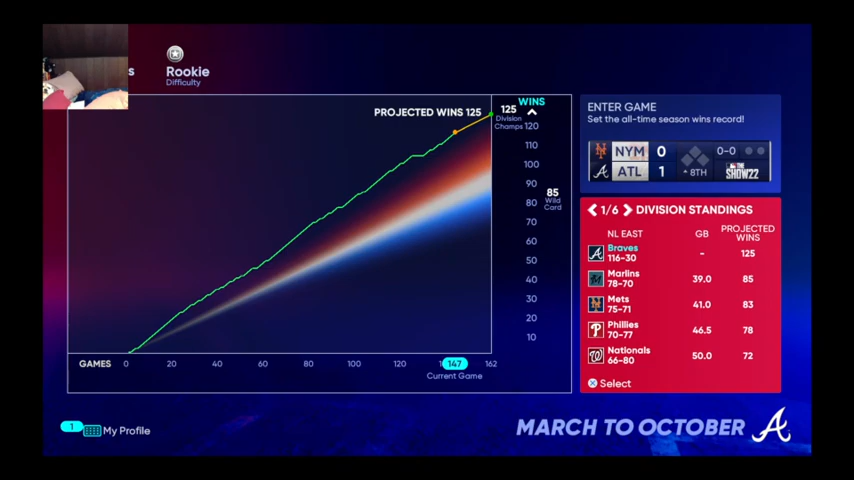 s
Rookie
Difficulty
PROJECTED WINS 125
125
Division
Champs
WINS
120
110
100
90
80
70
60
50
40
30
20
10
85
Wild
Card
GAMES 0 20 40 60 80 100 120 147 162
Current Game
ENTER GAME
Set the all-time season wins record!
NYM 0 0-0
ATL 1 8TH THE SHOW22
1/6 DIVISION STANDINGS
NL EAST GB PROJECTED WINS
Braves
116-30 - 125
Marlins
78-70 39.0 85
Mets
75-71 41.0 83
Phillies
70-77 46.5 78
Nationals
66-80 50.0 72
Select
1 My Profile
MARCH TO OCTOBER A